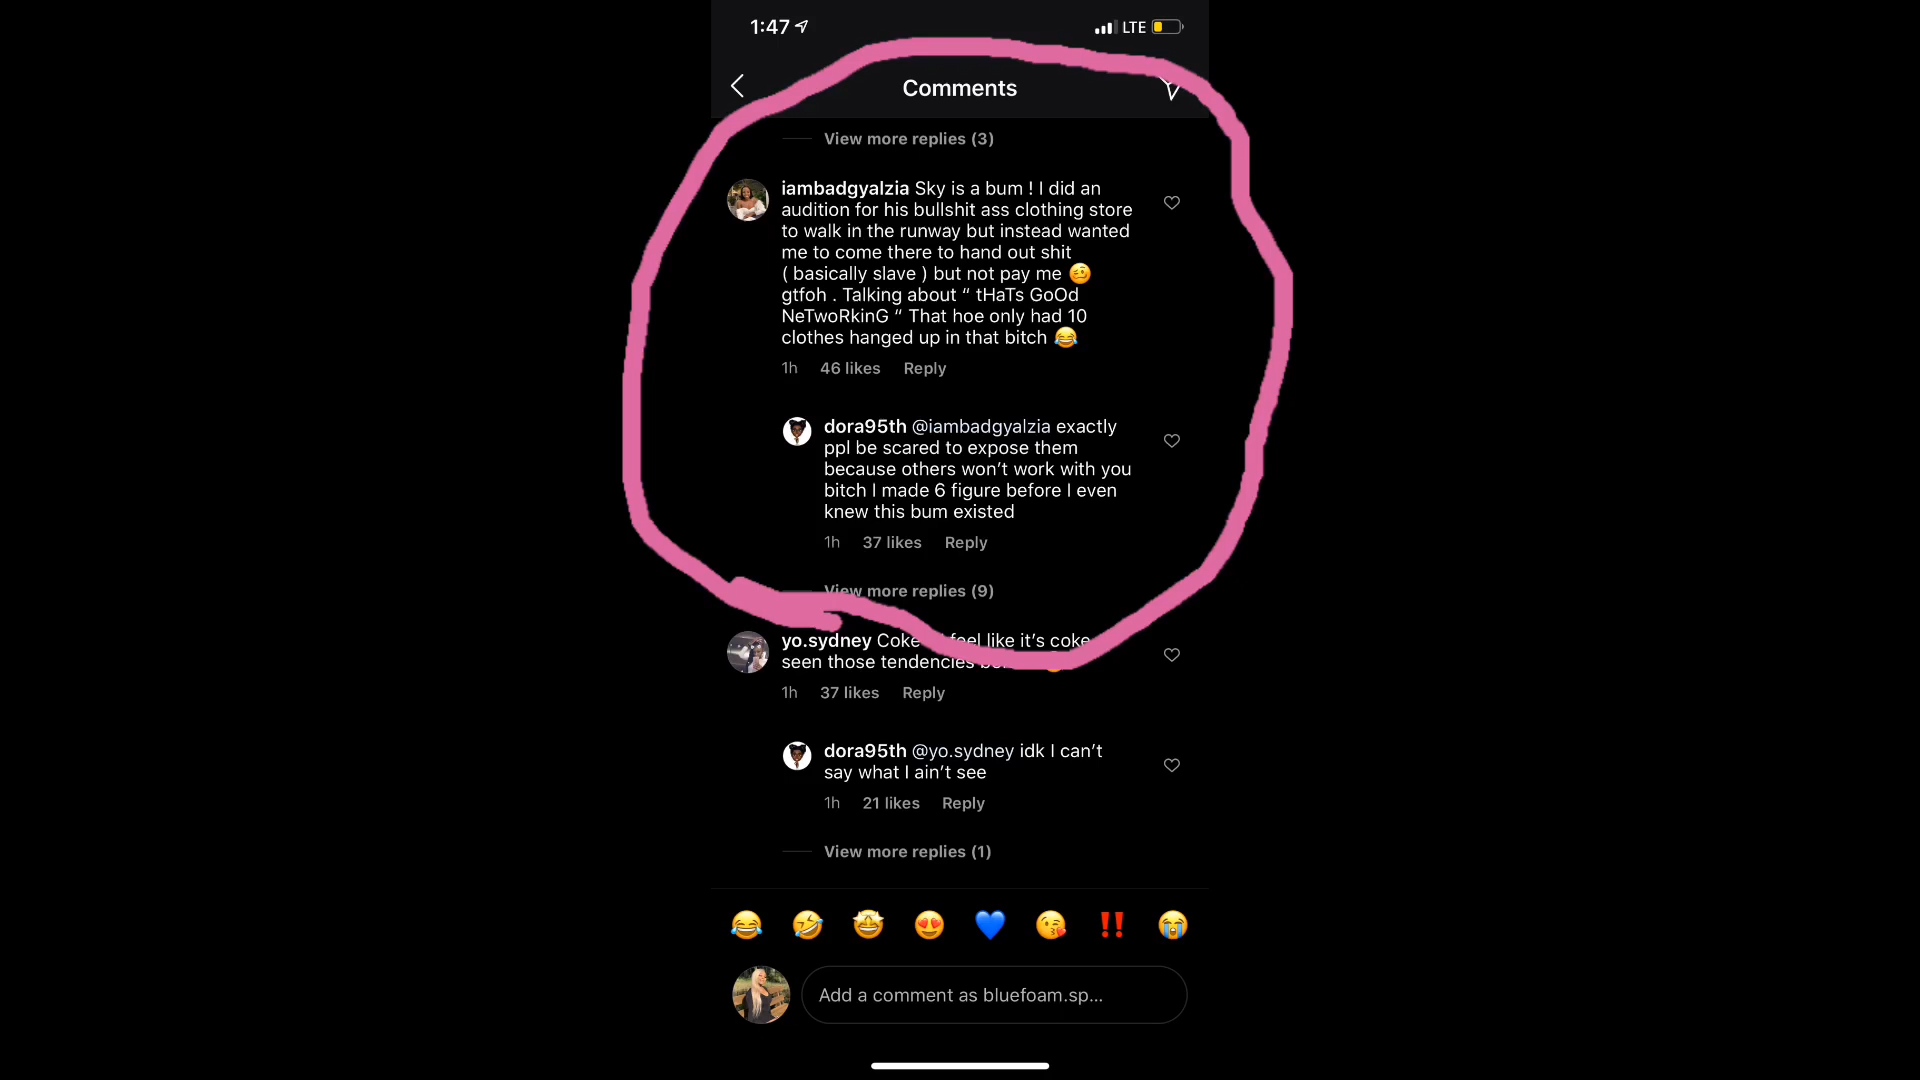 1:47 LTE
Comments
View more replies (3)
iambadgyalzia Sky is a bum ! I did an
audition for his bullshit ass clothing store
to walk in the runway but instead wanted
me to come there to hand out shit
( basically slave ) but not pay me 🥴
gtfoh . Talking about “ tHaTs GoOd
NeTwoRkinG “ That hoe only had 10
clothes hanged up in that bitch 😂
1h 46 likes Reply
dora95th @iambadgyalzia exactly
ppl be scared to expose them
because others won’t work with you
bitch I made 6 figure before I even
knew this bum existed
1h 37 likes Reply
View more replies (9)
yo.sydney Coke feel like it’s coke
seen those tendencies
1h 37 likes Reply
dora95th @yo.sydney idk I can’t
say what I ain’t see
1h 21 likes Reply
View more replies (1)
😂 🤣 🤩 😍 💙 😘 ‼️ 😭
Add a comment as bluefoam.sp...